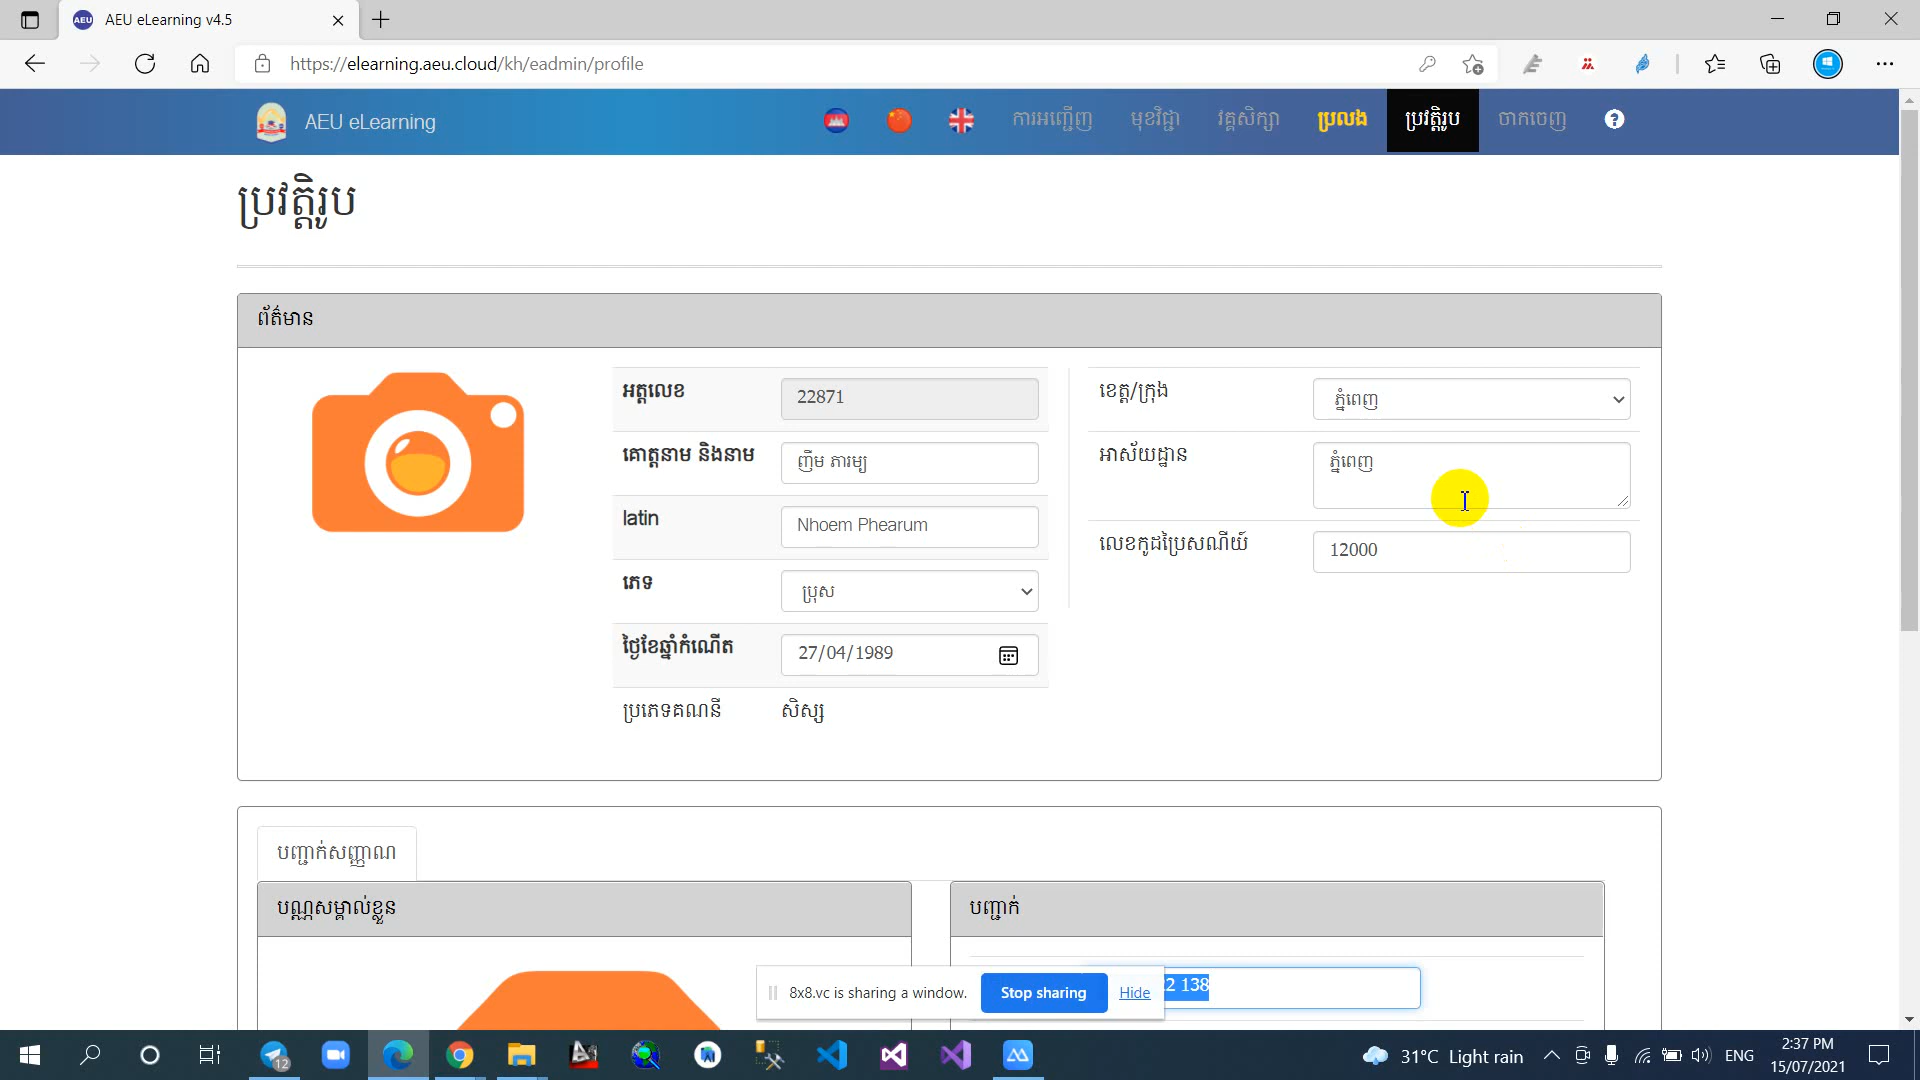 AEU eLearning v4.5
https://elearning.aeu.cloud/kh/eadmin/profile
AEU eLearning
ការអញ្ជើញ
មុខវិជ្ជា
វគ្គសិក្សា
ប្រលង
ប្រវត្តិរូប
ចាកចេញ
ប្រវត្តិរូប
ព័ត៌មាន
អត្តលេខ 22871
ខេត្ត/ក្រុង ភ្នំពេញ
គោត្តនាម និងនាម ញឹម ភារម្យ
អាស័យដ្ឋាន ភ្នំពេញ
latin Nhoem Phearum
លេខកូដប្រៃសណីយ៍ 12000
ភេទ ប្រុស
ថ្ងៃខែឆ្នាំកំណើត 27/04/1989
ប្រភេទគណនី សិស្ស
បញ្ជាក់សញ្ញាណ
បណ្ណសម្គាល់ខ្លួន
បញ្ជាក់
8x8.vc is sharing a window.
Stop sharing
Hide
2 138
12
31°C Light rain
ENG
2:37 PM
15/07/2021